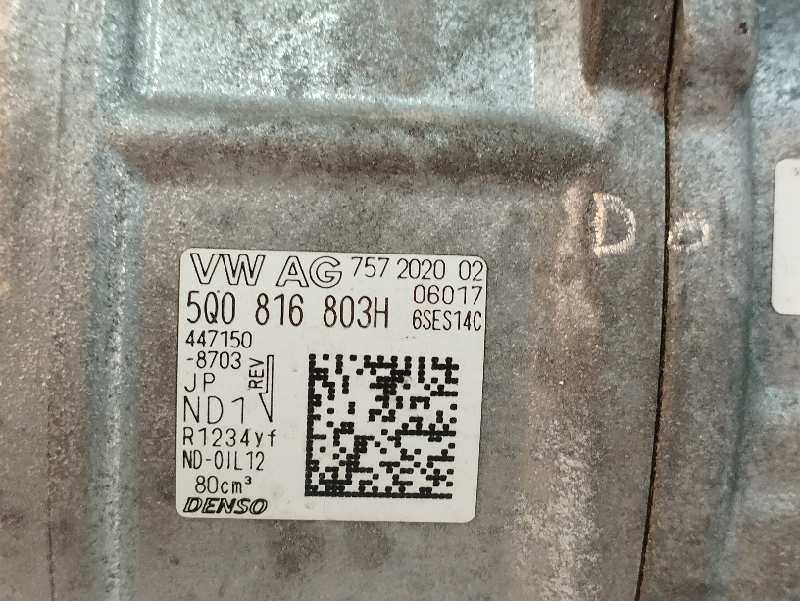 VW AG 757 2020 02
06017
5Q0 816 803H 6SES14C
447150
-8703
REV
JP
ND1
R1234yf
ND-OIL12
80cm³
DENSO
Do